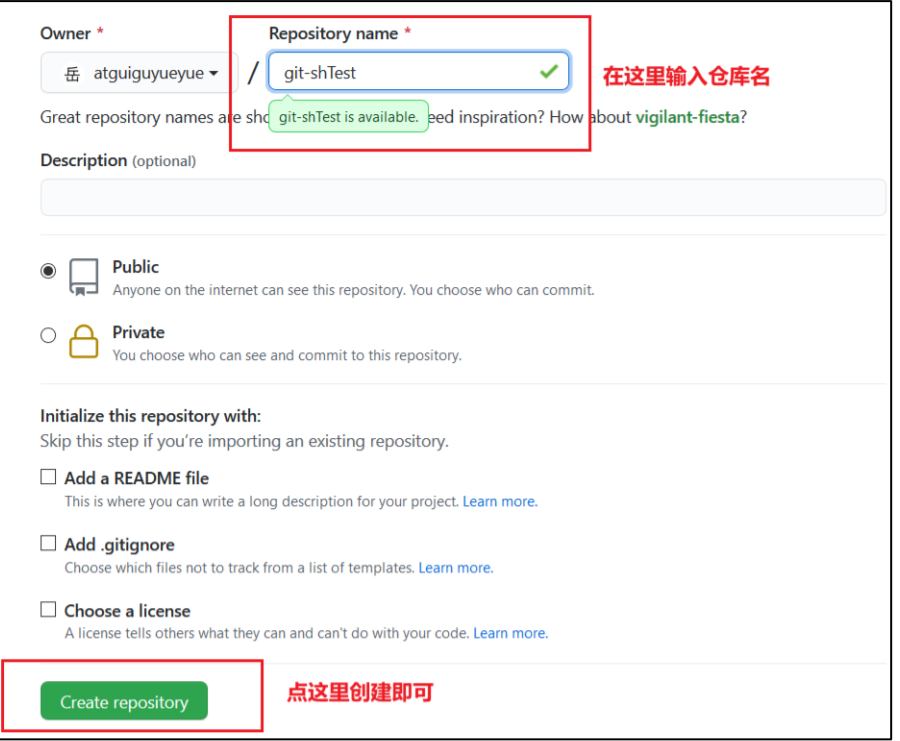 Owner * Repository name *
岳 atguiguyueyue / git-shTest 在这里输入仓库名
Great repository names are sho git-shTest is available. eed inspiration? How about vigilant-fiesta?
Description (optional)
Public
Anyone on the internet can see this repository. You choose who can commit.
Private
You choose who can see and commit to this repository.
Initialize this repository with:
Skip this step if you're importing an existing repository.
Add a README file
This is where you can write a long description for your project. Learn more.
Add .gitignore
Choose which files not to track from a list of templates. Learn more.
Choose a license
A license tells others what they can and can't do with your code. Learn more.
Create repository 点这里创建即可